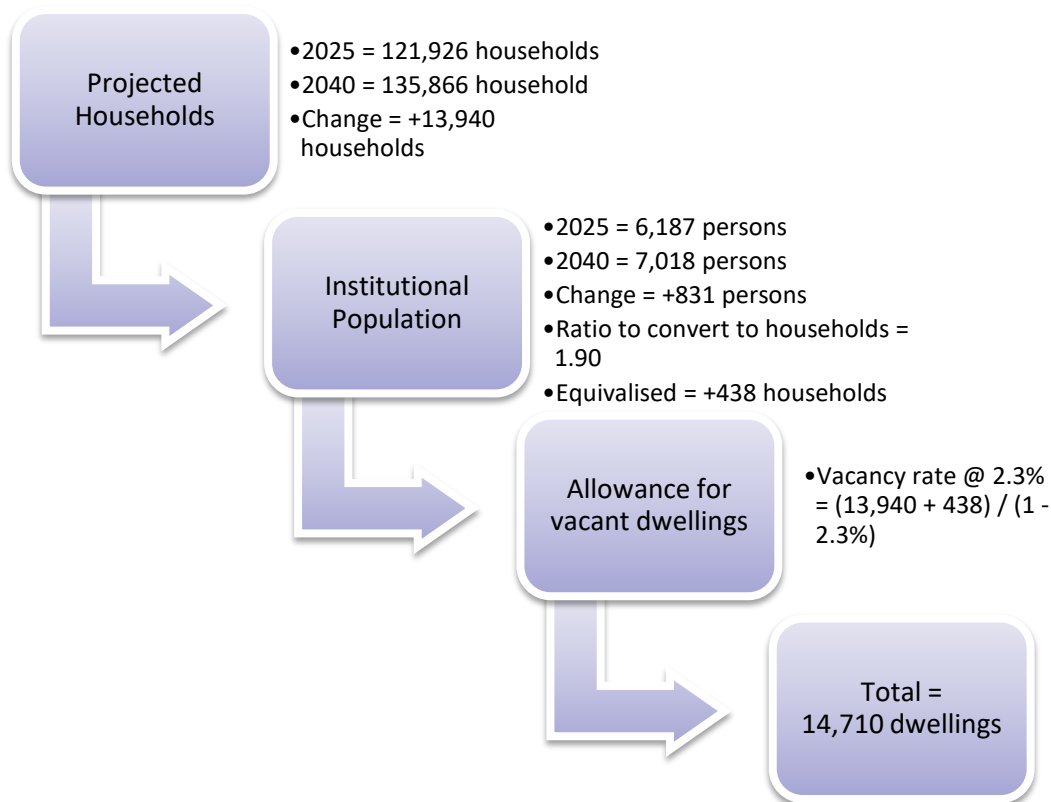 Projected
Households
•2025 = 121,926 households
•2040 = 135,866 household
•Change = +13,940
households
Institutional
Population
•2025 = 6,187 persons
•2040 = 7,018 persons
•Change = +831 persons
•Ratio to convert to households =
1.90
•Equivalised = +438 households
Allowance for
vacant dwellings
•Vacancy rate @ 2.3%
= (13,940 + 438) / (1 -
2.3%)
Total =
14,710 dwellings